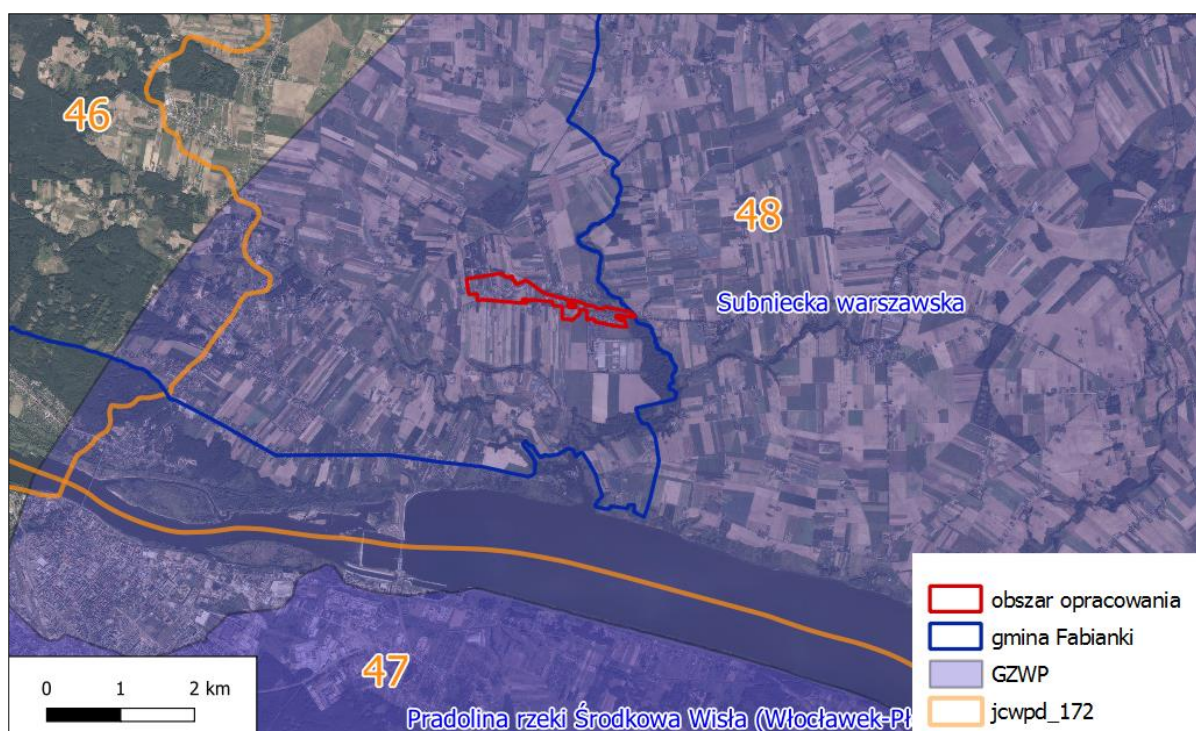 46
48
Subniecka warszawska
47
Pradolina rzeki Środkowa Wisła (Włocławek-Pł
0 1 2 km
obszar opracowania
gmina Fabianki
GZWP
jcwpd_172